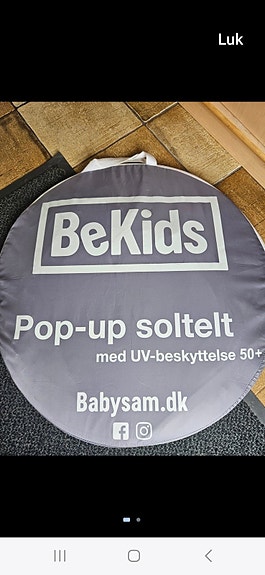 Luk
BeKids
Pop-up soltelt
med UV-beskyttelse 50+
Babysam.dk